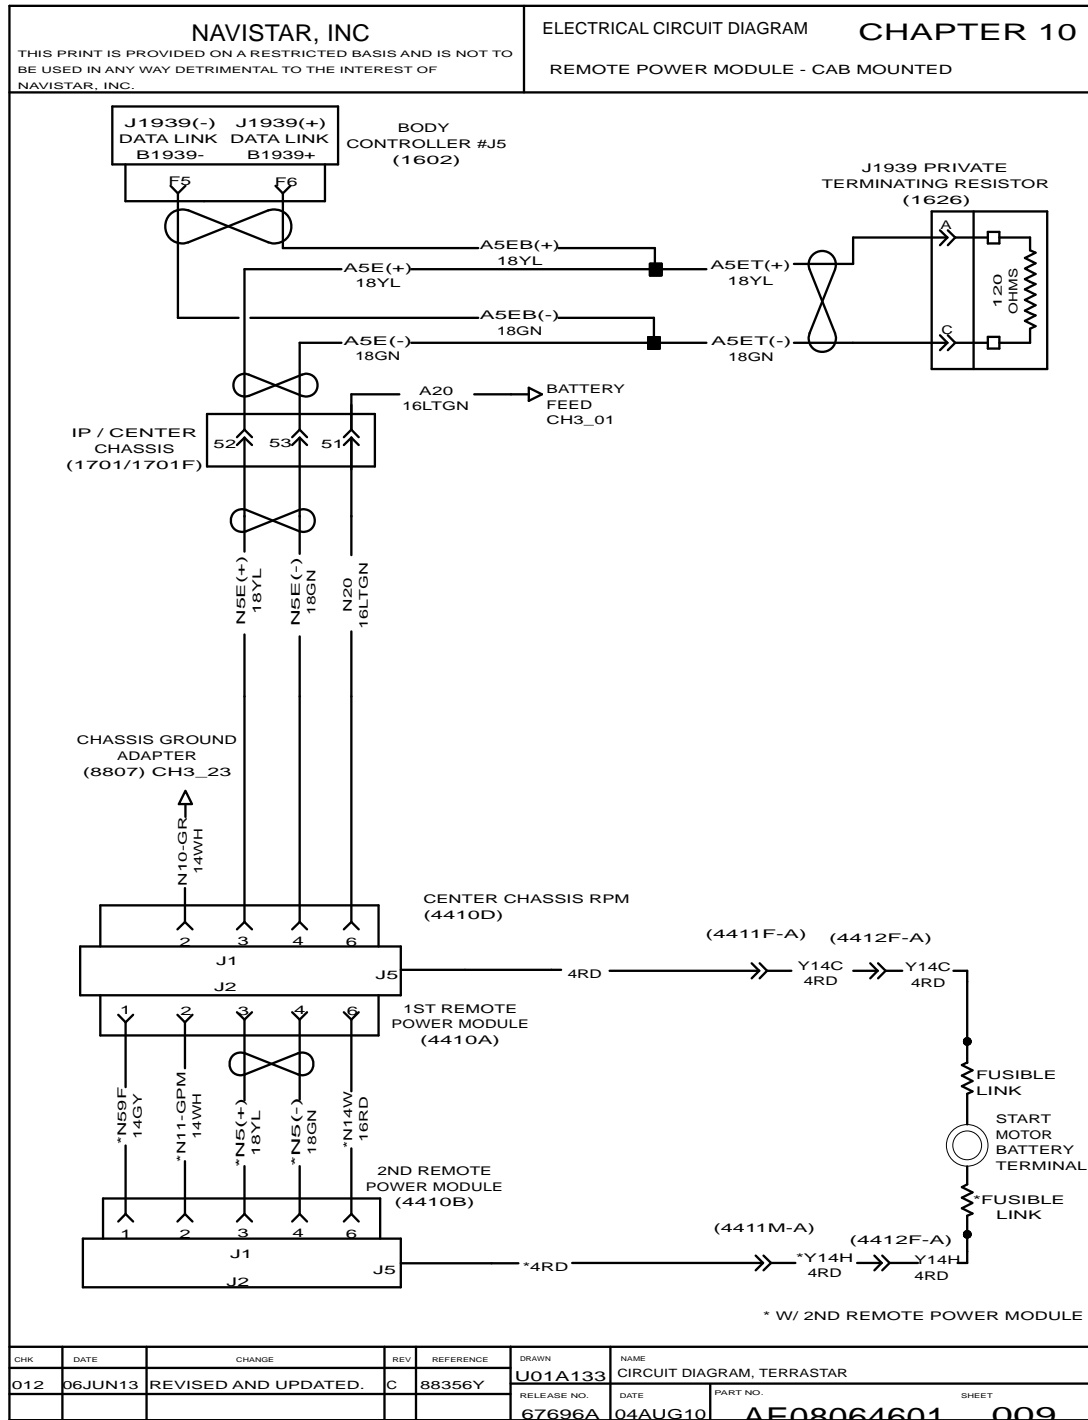 NAVISTAR, INC
THIS PRINT IS PROVIDED ON A RESTRICTED BASIS AND IS NOT TO
BE USED IN ANY WAY DETRIMENTAL TO THE INTEREST OF
NAVISTAR, INC.
ELECTRICAL CIRCUIT DIAGRAM
CHAPTER 10
REMOTE POWER MODULE - CAB MOUNTED
J1939(-) J1939(+)
DATA LINK DATA LINK
B1939- B1939+
BODY
CONTROLLER #J5
(1602)
F5 F6
J1939 PRIVATE
TERMINATING RESISTOR
(1626)
A
120
OHMS
C
A5EB(+)
18YL
A5E(+)
18YL
A5ET(+)
18YL
A5EB(-)
18GN
A5E(-)
18GN
A5ET(-)
18GN
A20
16LTGN
BATTERY
FEED
CH3_01
IP / CENTER
CHASSIS
(1701/1701F)
52 53 51
N5E(+)
18YL
N5E(-)
18GN
N20
16LTGN
CHASSIS GROUND
ADAPTER
(8807) CH3_23
N10-GR
14WH
CENTER CHASSIS RPM
(4410D)
2 3 4 6
J1
J5
J2
1 2 3 4 6
1ST REMOTE
POWER MODULE
(4410A)
4RD
(4411F-A) (4412F-A)
Y14C
4RD
Y14C
4RD
FUSIBLE
LINK
START
MOTOR
BATTERY
TERMINAL
*FUSIBLE
LINK
*N59F
14GY
*N11-GPM
14WH
*N5(+)
18YL
*N5(-)
18GN
*N14W
16RD
2ND REMOTE
POWER MODULE
(4410B)
1 2 3 4 6
J1
J5
J2
*4RD
(4411M-A)
(4412F-A)
*Y14H
4RD
Y14H
4RD
* W/ 2ND REMOTE POWER MODULE
CHK DATE CHANGE REV REFERENCE
012 06JUN13 REVISED AND UPDATED. C 88356Y
DRAWN
U01A133
NAME
CIRCUIT DIAGRAM, TERRASTAR
RELEASE NO.
67696A
DATE
04AUG10
PART NO.
AE08064601
SHEET
009